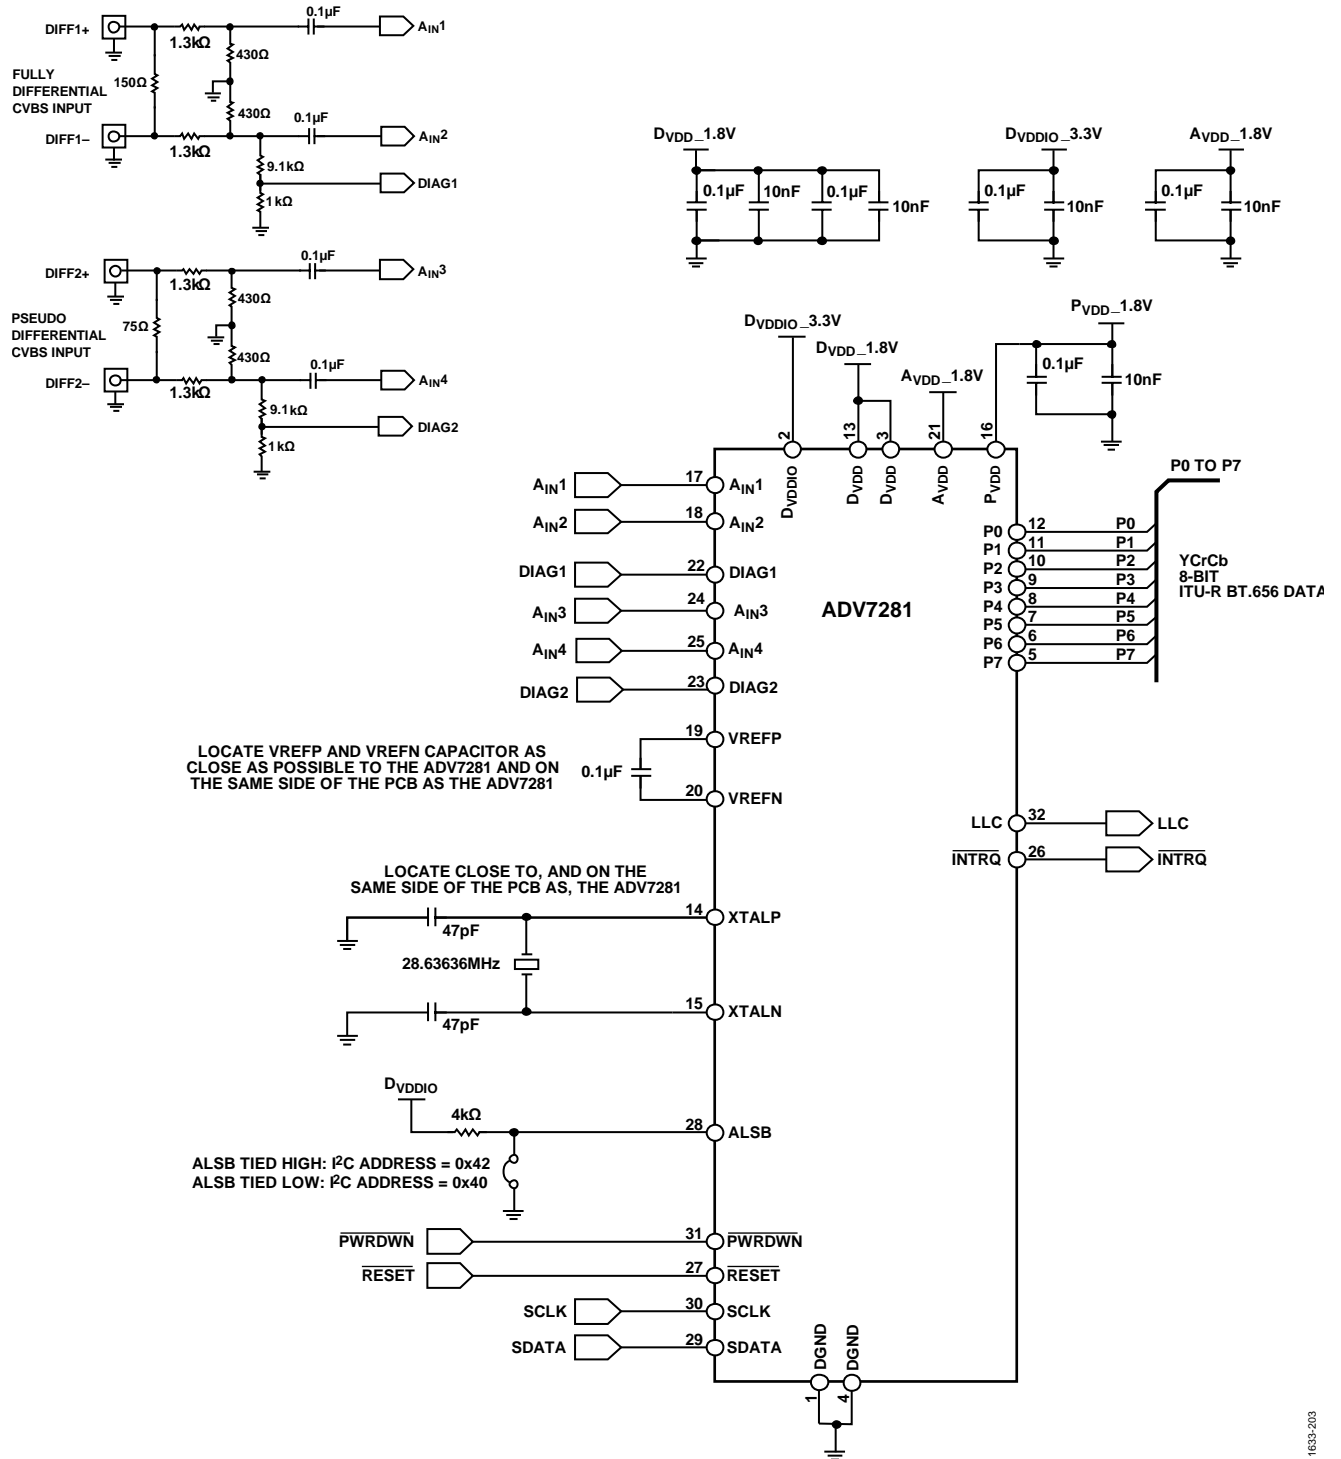 DIFF1+
0.1µF
AIN1
1.3kΩ
430Ω
FULLY
DIFFERENTIAL
CVBS INPUT
150Ω
430Ω
0.1µF
DIFF1–
AIN2
1.3kΩ
9.1kΩ
DIAG1
1kΩ
DVDD_1.8V
0.1µF
10nF
0.1µF
10nF
DVDDIO_3.3V
0.1µF
10nF
AVDD_1.8V
0.1µF
10nF
DIFF2+
0.1µF
AIN3
1.3kΩ
430Ω
PSEUDO
DIFFERENTIAL
CVBS INPUT
75Ω
430Ω
0.1µF
DIFF2–
AIN4
1.3kΩ
9.1kΩ
DIAG2
1kΩ
DVDDIO_3.3V
DVDD_1.8V
AVDD_1.8V
PVDD_1.8V
0.1µF
10nF
2
13
3
21
16
DVDDIO
DVDD
DVDD
AVDD
PVDD
AIN1
17
AIN1
AIN2
18
AIN2
DIAG1
22
DIAG1
AIN3
24
AIN3
AIN4
25
AIN4
DIAG2
23
DIAG2
ADV7281
P0 TO P7
P0 12 P0
P1 11 P1
P2 10 P2
P3 9 P3
P4 8 P4
P5 7 P5
P6 6 P6
P7 5 P7
YCrCb
8-BIT
ITU-R BT.656 DATA
LOCATE VREFP AND VREFN CAPACITOR AS
CLOSE AS POSSIBLE TO THE ADV7281 AND ON
THE SAME SIDE OF THE PCB AS THE ADV7281
0.1µF
19
VREFP
20
VREFN
LLC
32
LLC
INTRQ
26
INTRQ
LOCATE CLOSE TO, AND ON THE
SAME SIDE OF THE PCB AS, THE ADV7281
47pF
14
XTALP
28.63636MHz
47pF
15
XTALN
DVDDIO
4kΩ
28
ALSB
ALSB TIED HIGH: I2C ADDRESS = 0x42
ALSB TIED LOW: I2C ADDRESS = 0x40
PWRDWN
31
PWRDWN
RESET
27
RESET
SCLK
30
SCLK
SDATA
29
SDATA
DGND
DGND
1
4
1633-203